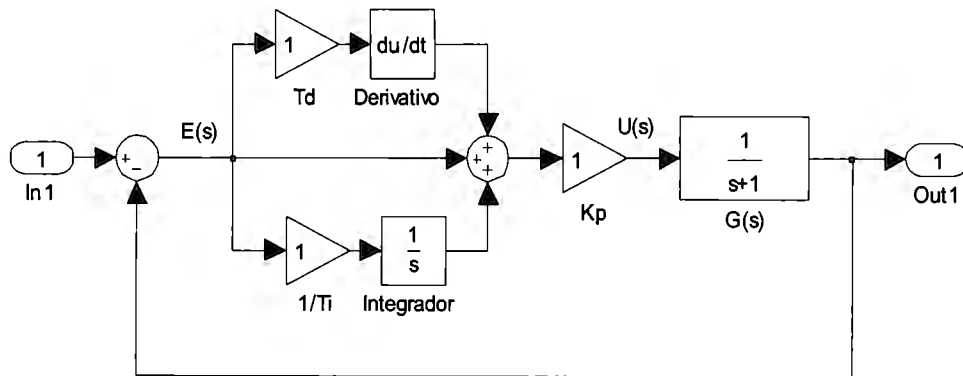 1
du/dt
Td
Derivativo
E(s)
U(s)
1
In1
+
−
+
+
+
1
Kp
1
s+1
G(s)
1
Out1
1
1
s
1/Ti
Integrador